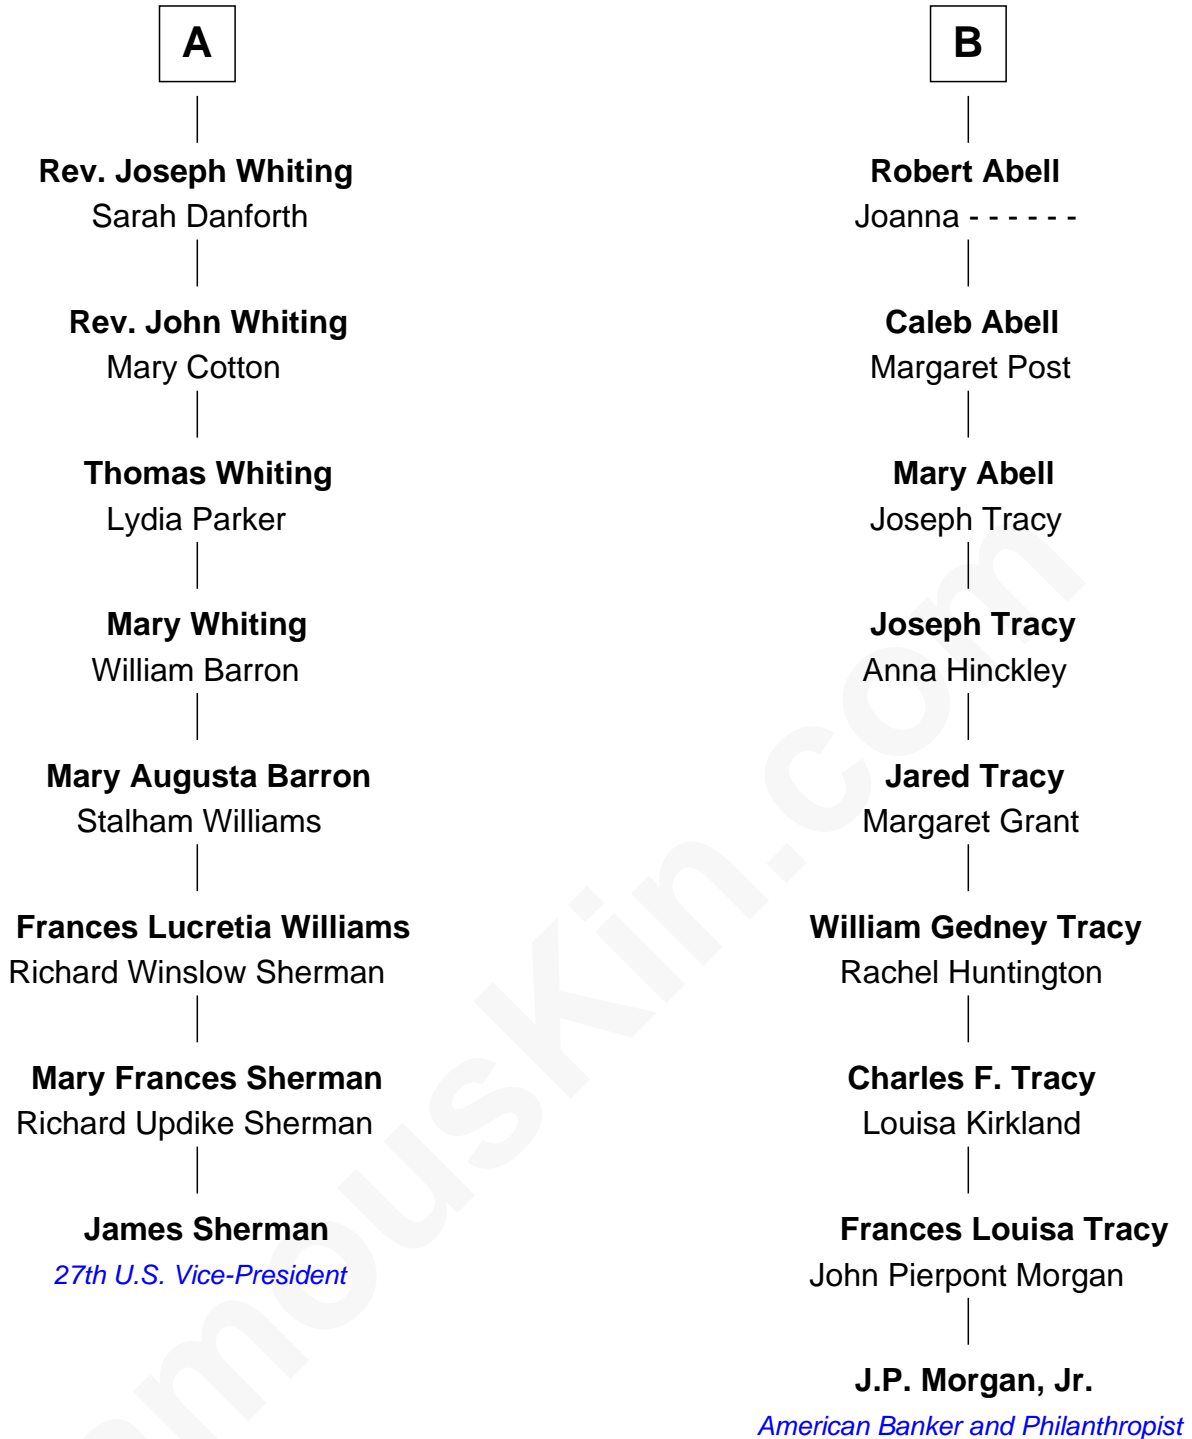 A
Rev. Joseph Whiting
Sarah Danforth
Rev. John Whiting
Mary Cotton
Thomas Whiting
Lydia Parker
Mary Whiting
William Barron
Mary Augusta Barron
Stalham Williams
Frances Lucretia Williams
Richard Winslow Sherman
Mary Frances Sherman
Richard Updike Sherman
James Sherman
27th U.S. Vice-President
B
Robert Abell
Joanna - - - - - -
Caleb Abell
Margaret Post
Mary Abell
Joseph Tracy
Joseph Tracy
Anna Hinckley
Jared Tracy
Margaret Grant
William Gedney Tracy
Rachel Huntington
Charles F. Tracy
Louisa Kirkland
Frances Louisa Tracy
John Pierpont Morgan
J.P. Morgan, Jr.
American Banker and Philanthropist
amouskin.com